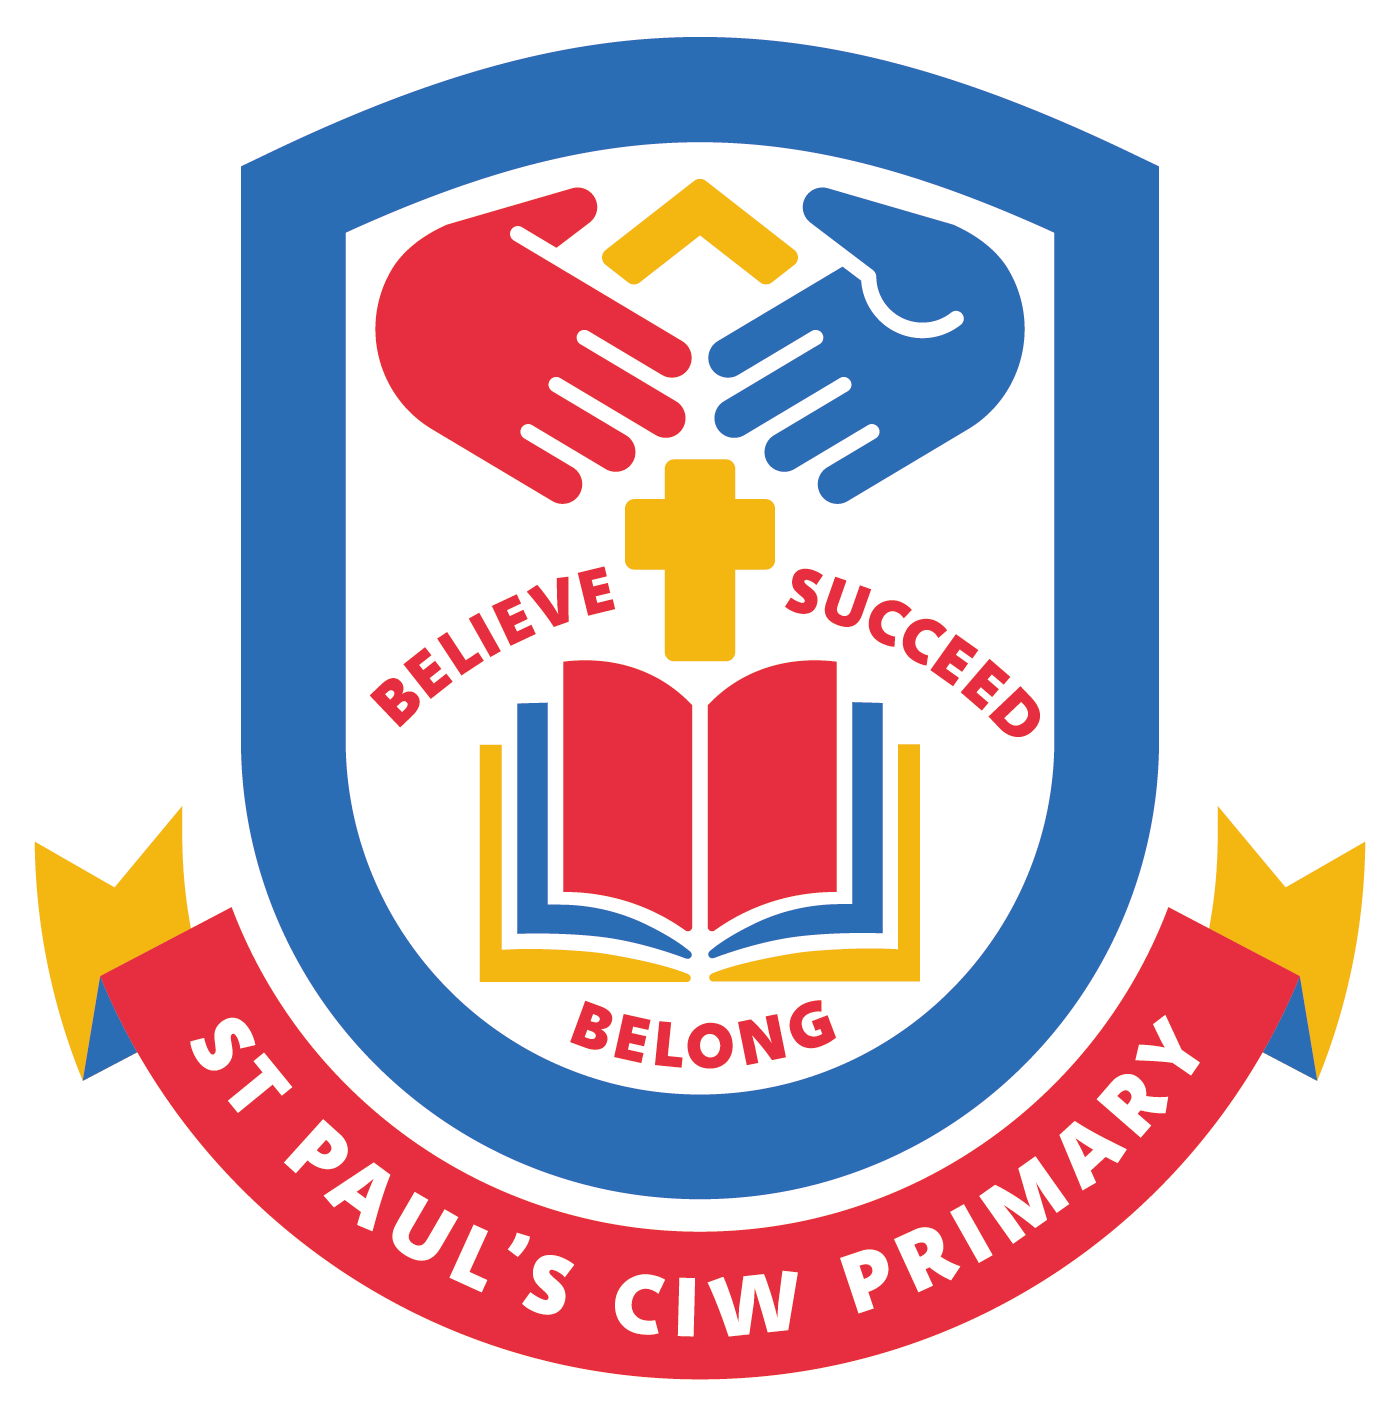 BELIEVE
SUCCEED
BELONG
ST PAUL’S CIW PRIMARY